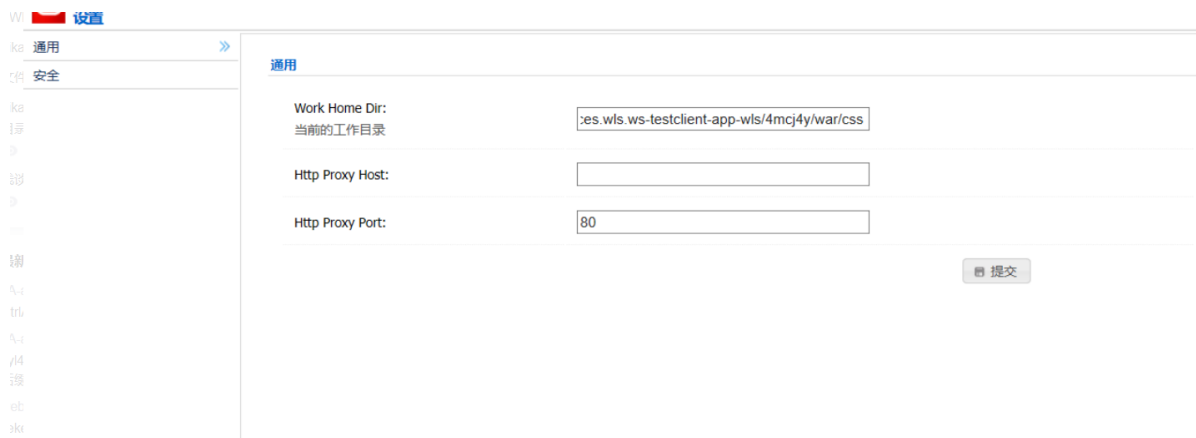 设置
通用
安全
通用
Work Home Dir:
当前的工作目录
:es.wls.ws-testclient-app-wls/4mcj4y/war/css
Http Proxy Host:
Http Proxy Port:
80
提交